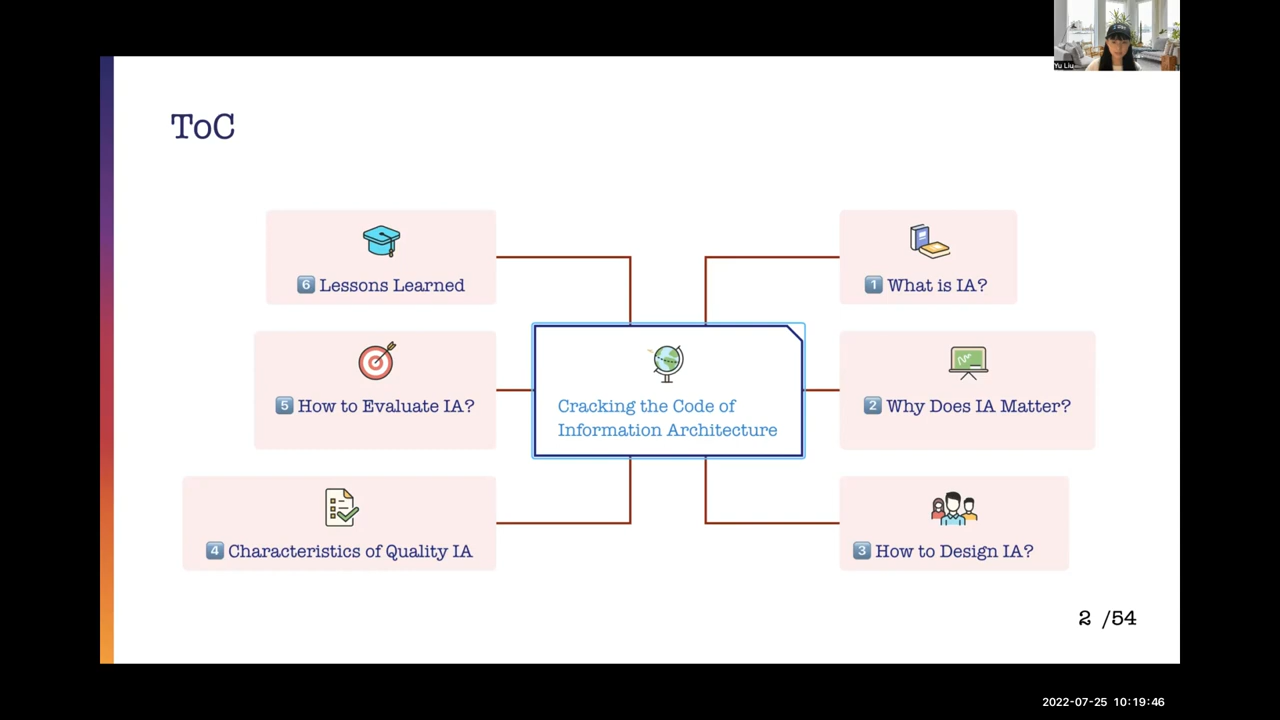 Yu Liu
ToC
6 Lessons Learned
1 What is IA?
5 How to Evaluate IA?
Cracking the Code of
Information Architecture
2 Why Does IA Matter?
4 Characteristics of Quality IA
3 How to Design IA?
2 /54
2022-07-25 10:19:46